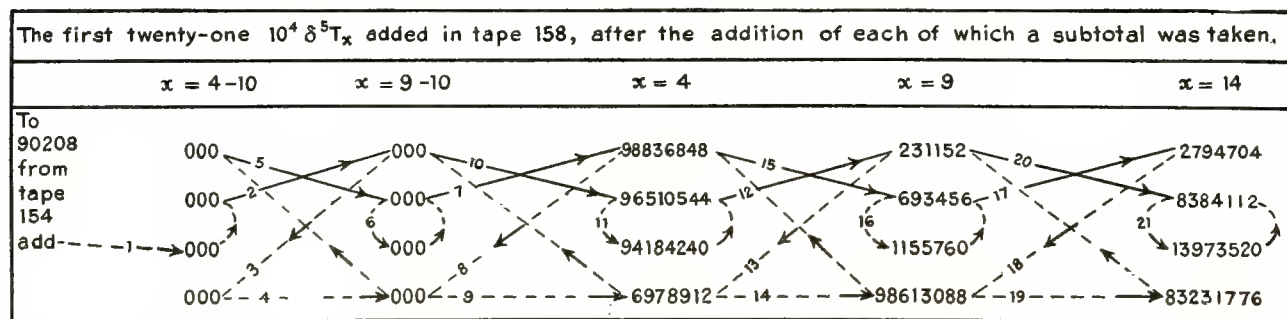 The first twenty-one 10⁴ δ⁵Tₓ added in tape 158, after the addition of each of which a subtotal was taken.
x = 4-10 x = 9-10 x = 4 x = 9 x = 14
To
90208
from
tape
154
add
000 5 000 10 98836848 15 231152 20 2794704
000 2 000 7 96510544 12 693456 17 8384112
1 000 6 000 11 94184240 16 1155760 21 13973520
3 8 13 18
000 4 000 9 6978912 14 98613088 19 83231776